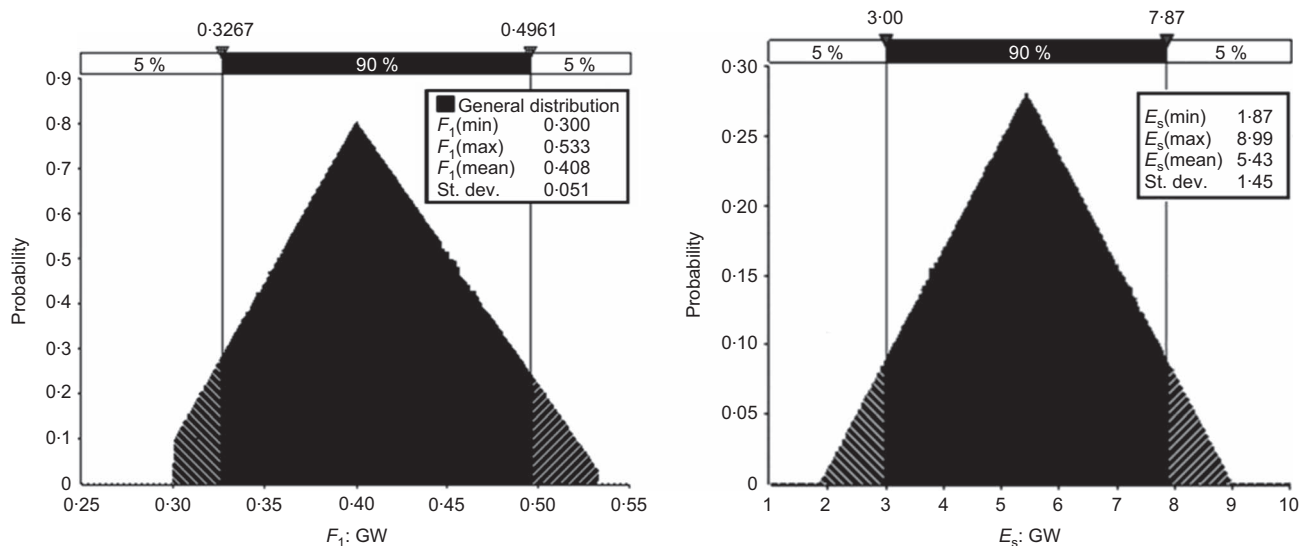 0·3267 0·4961
5 % 90 % 5 %
0·9
0·8
0·7
0·6
0·5
0·4
0·3
0·2
0·1
0
Probability
General distribution
F1(min) 0·300
F1(max) 0·533
F1(mean) 0·408
St. dev. 0·051
0·25 0·30 0·35 0·40 0·45 0·50 0·55
F1: GW
3·00 7·87
5 % 90 % 5 %
0·30
0·25
0·20
0·15
0·10
0·05
0
Probability
Es(min) 1·87
Es(max) 8·99
Es(mean) 5·43
St. dev. 1·45
1 2 3 4 5 6 7 8 9 10
Es: GW